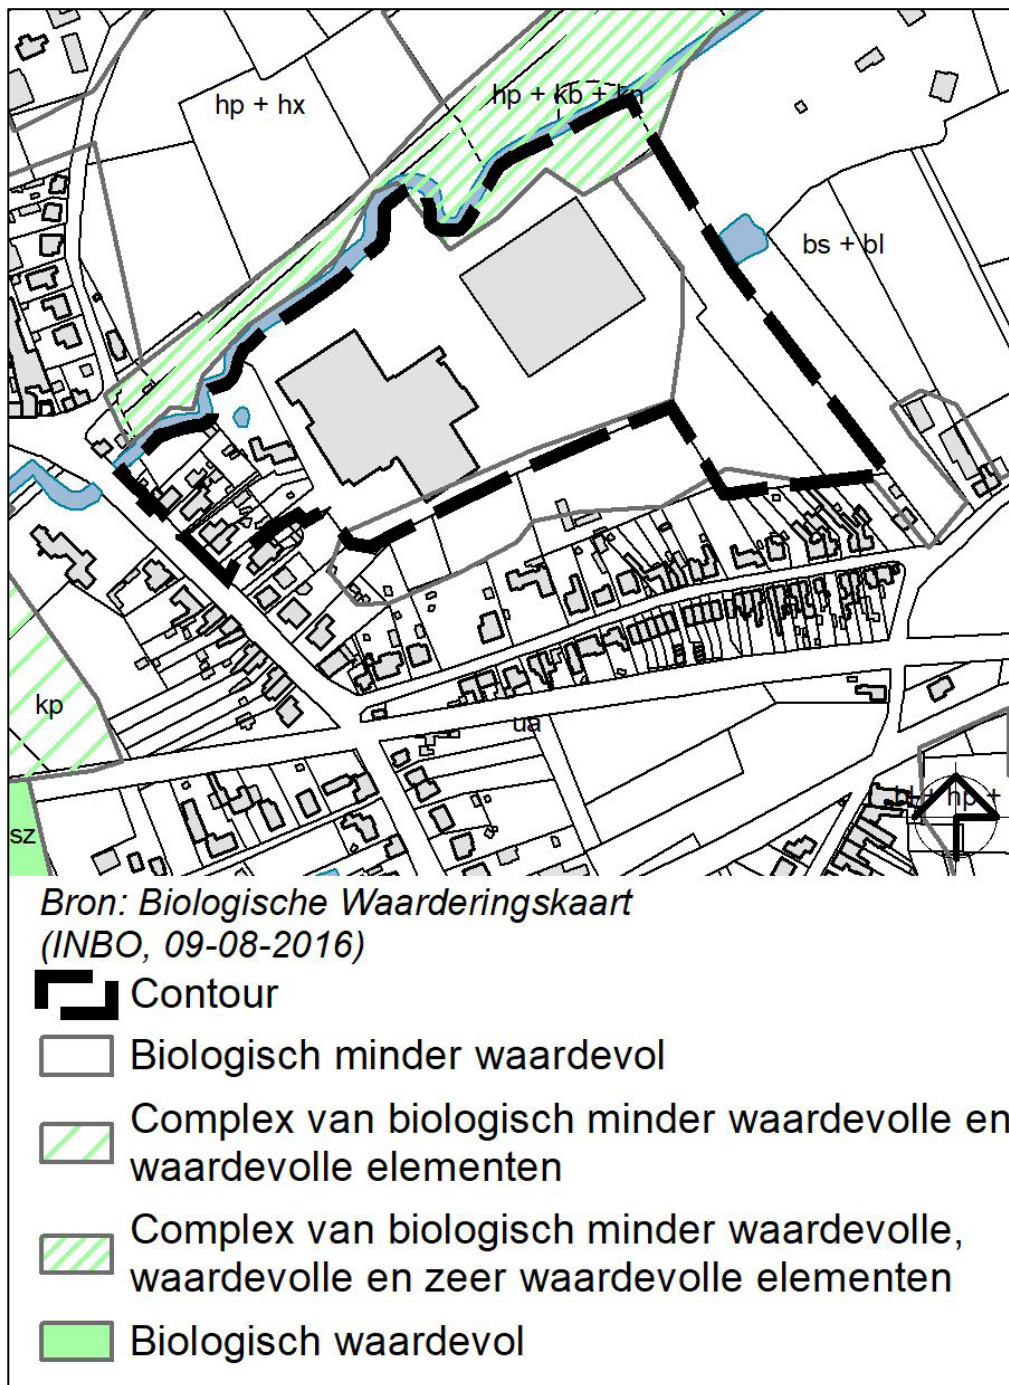 hp + hx
hp + kb + kn
bs + bl
kp
ua
sz
hp +
Bron: Biologische Waarderingskaart
(INBO, 09-08-2016)
Contour
Biologisch minder waardevol
Complex van biologisch minder waardevolle en
waardevolle elementen
Complex van biologisch minder waardevolle,
waardevolle en zeer waardevolle elementen
Biologisch waardevol